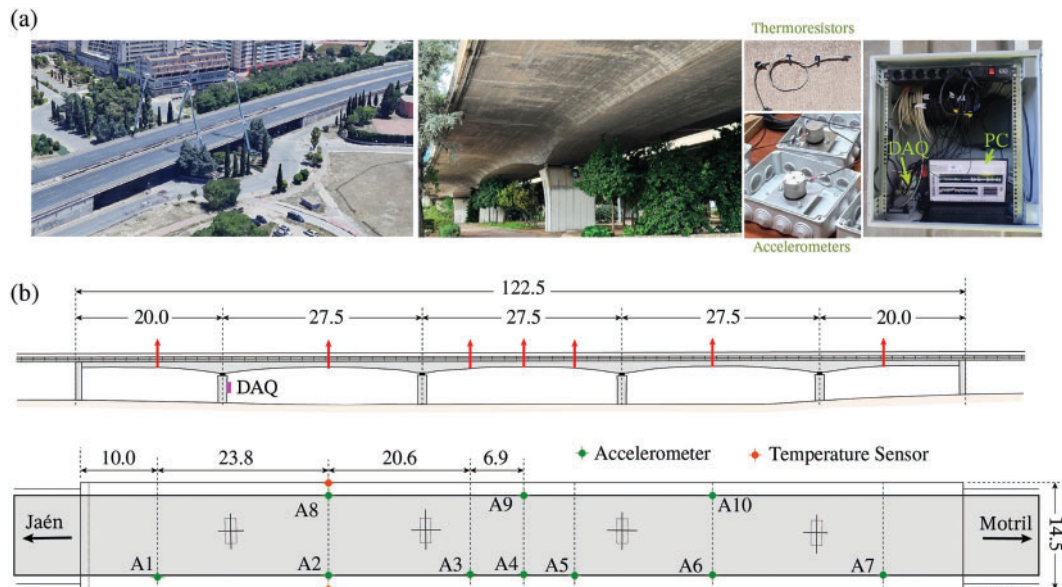 (a)
Thermoresistors
DAQ
PC
Accelerometers
(b)
122.5
20.0 27.5 27.5 27.5 20.0
DAQ
10.0 23.8 20.6 6.9 Accelerometer Temperature Sensor
A8 A9 A10
Jaén Motril
14.5
A1 A2 A3 A4 A5 A6 A7